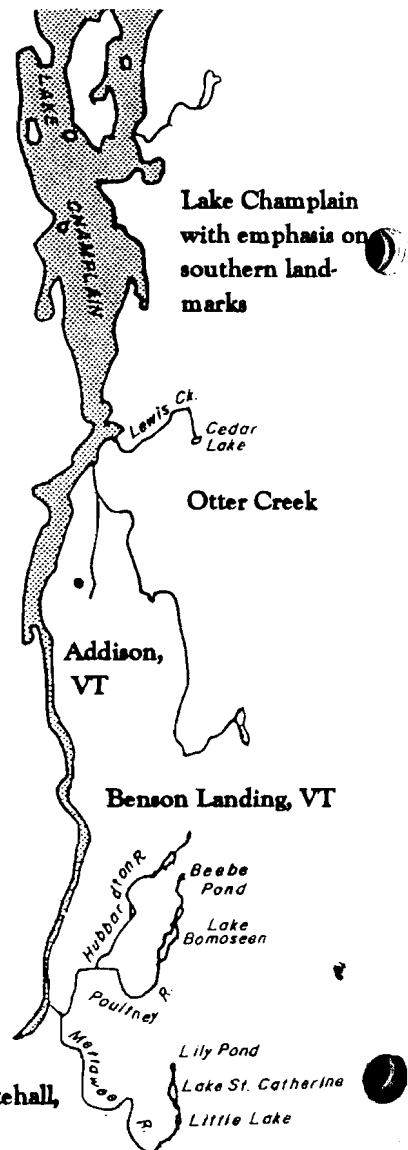 LAKE
CHAMPLAIN
Lake Champlain
with emphasis on
southern land-
marks
Lewis Ck.
Cedar
Lake
Otter Creek
Addison,
VT
Benson Landing, VT
Hubbardton R.
Beebe
Pond
Lake
Bomoseen
Poultney R.
Mettawee R.
Lily Pond
Lake St. Catherine
Little Lake
tehall,